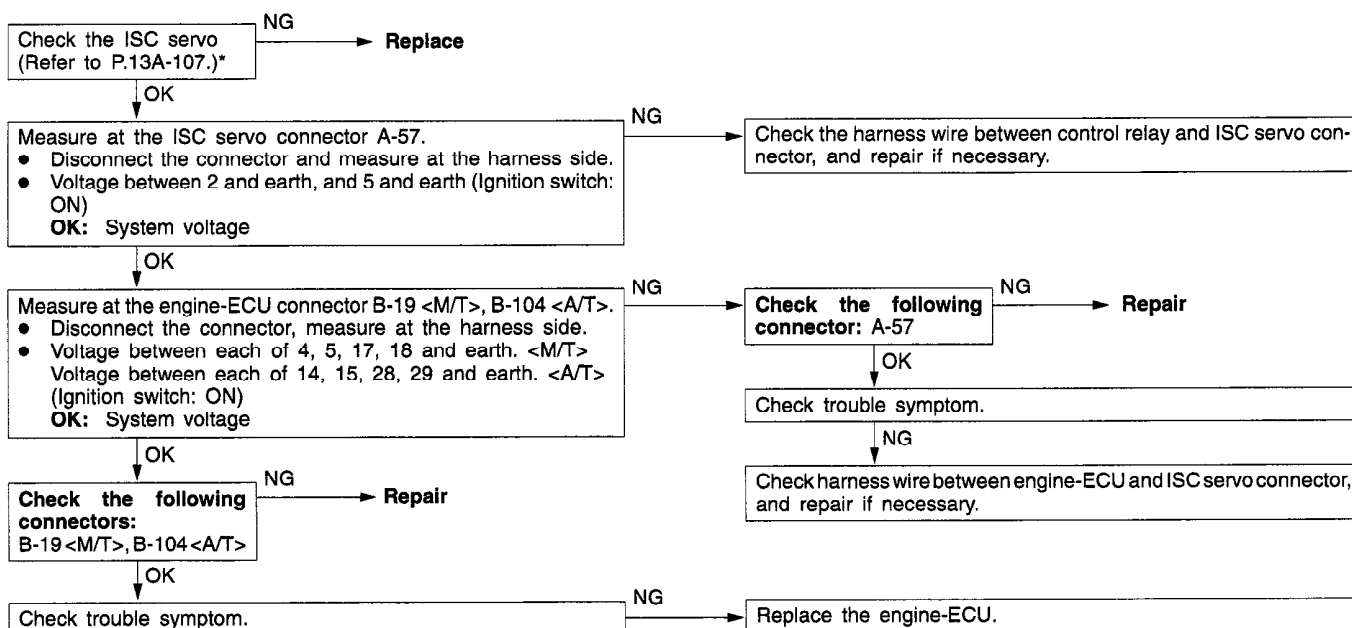 Check the ISC servo
(Refer to P.13A-107.)*
NG
Replace
OK
Measure at the ISC servo connector A-57.
● Disconnect the connector and measure at the harness side.
● Voltage between 2 and earth, and 5 and earth (Ignition switch:
ON)
OK: System voltage
NG
Check the harness wire between control relay and ISC servo con-
nector, and repair if necessary.
OK
Measure at the engine-ECU connector B-19 <M/T>, B-104 <A/T>.
● Disconnect the connector, measure at the harness side.
● Voltage between each of 4, 5, 17, 18 and earth. <M/T>
Voltage between each of 14, 15, 28, 29 and earth. <A/T>
(Ignition switch: ON)
OK: System voltage
NG
Check the following
connector: A-57
NG
Repair
OK
Check trouble symptom.
NG
Check harness wire between engine-ECU and ISC servo connector,
and repair if necessary.
OK
Check the following
connectors:
B-19 <M/T>, B-104 <A/T>
NG
Repair
OK
Check trouble symptom.
NG
Replace the engine-ECU.